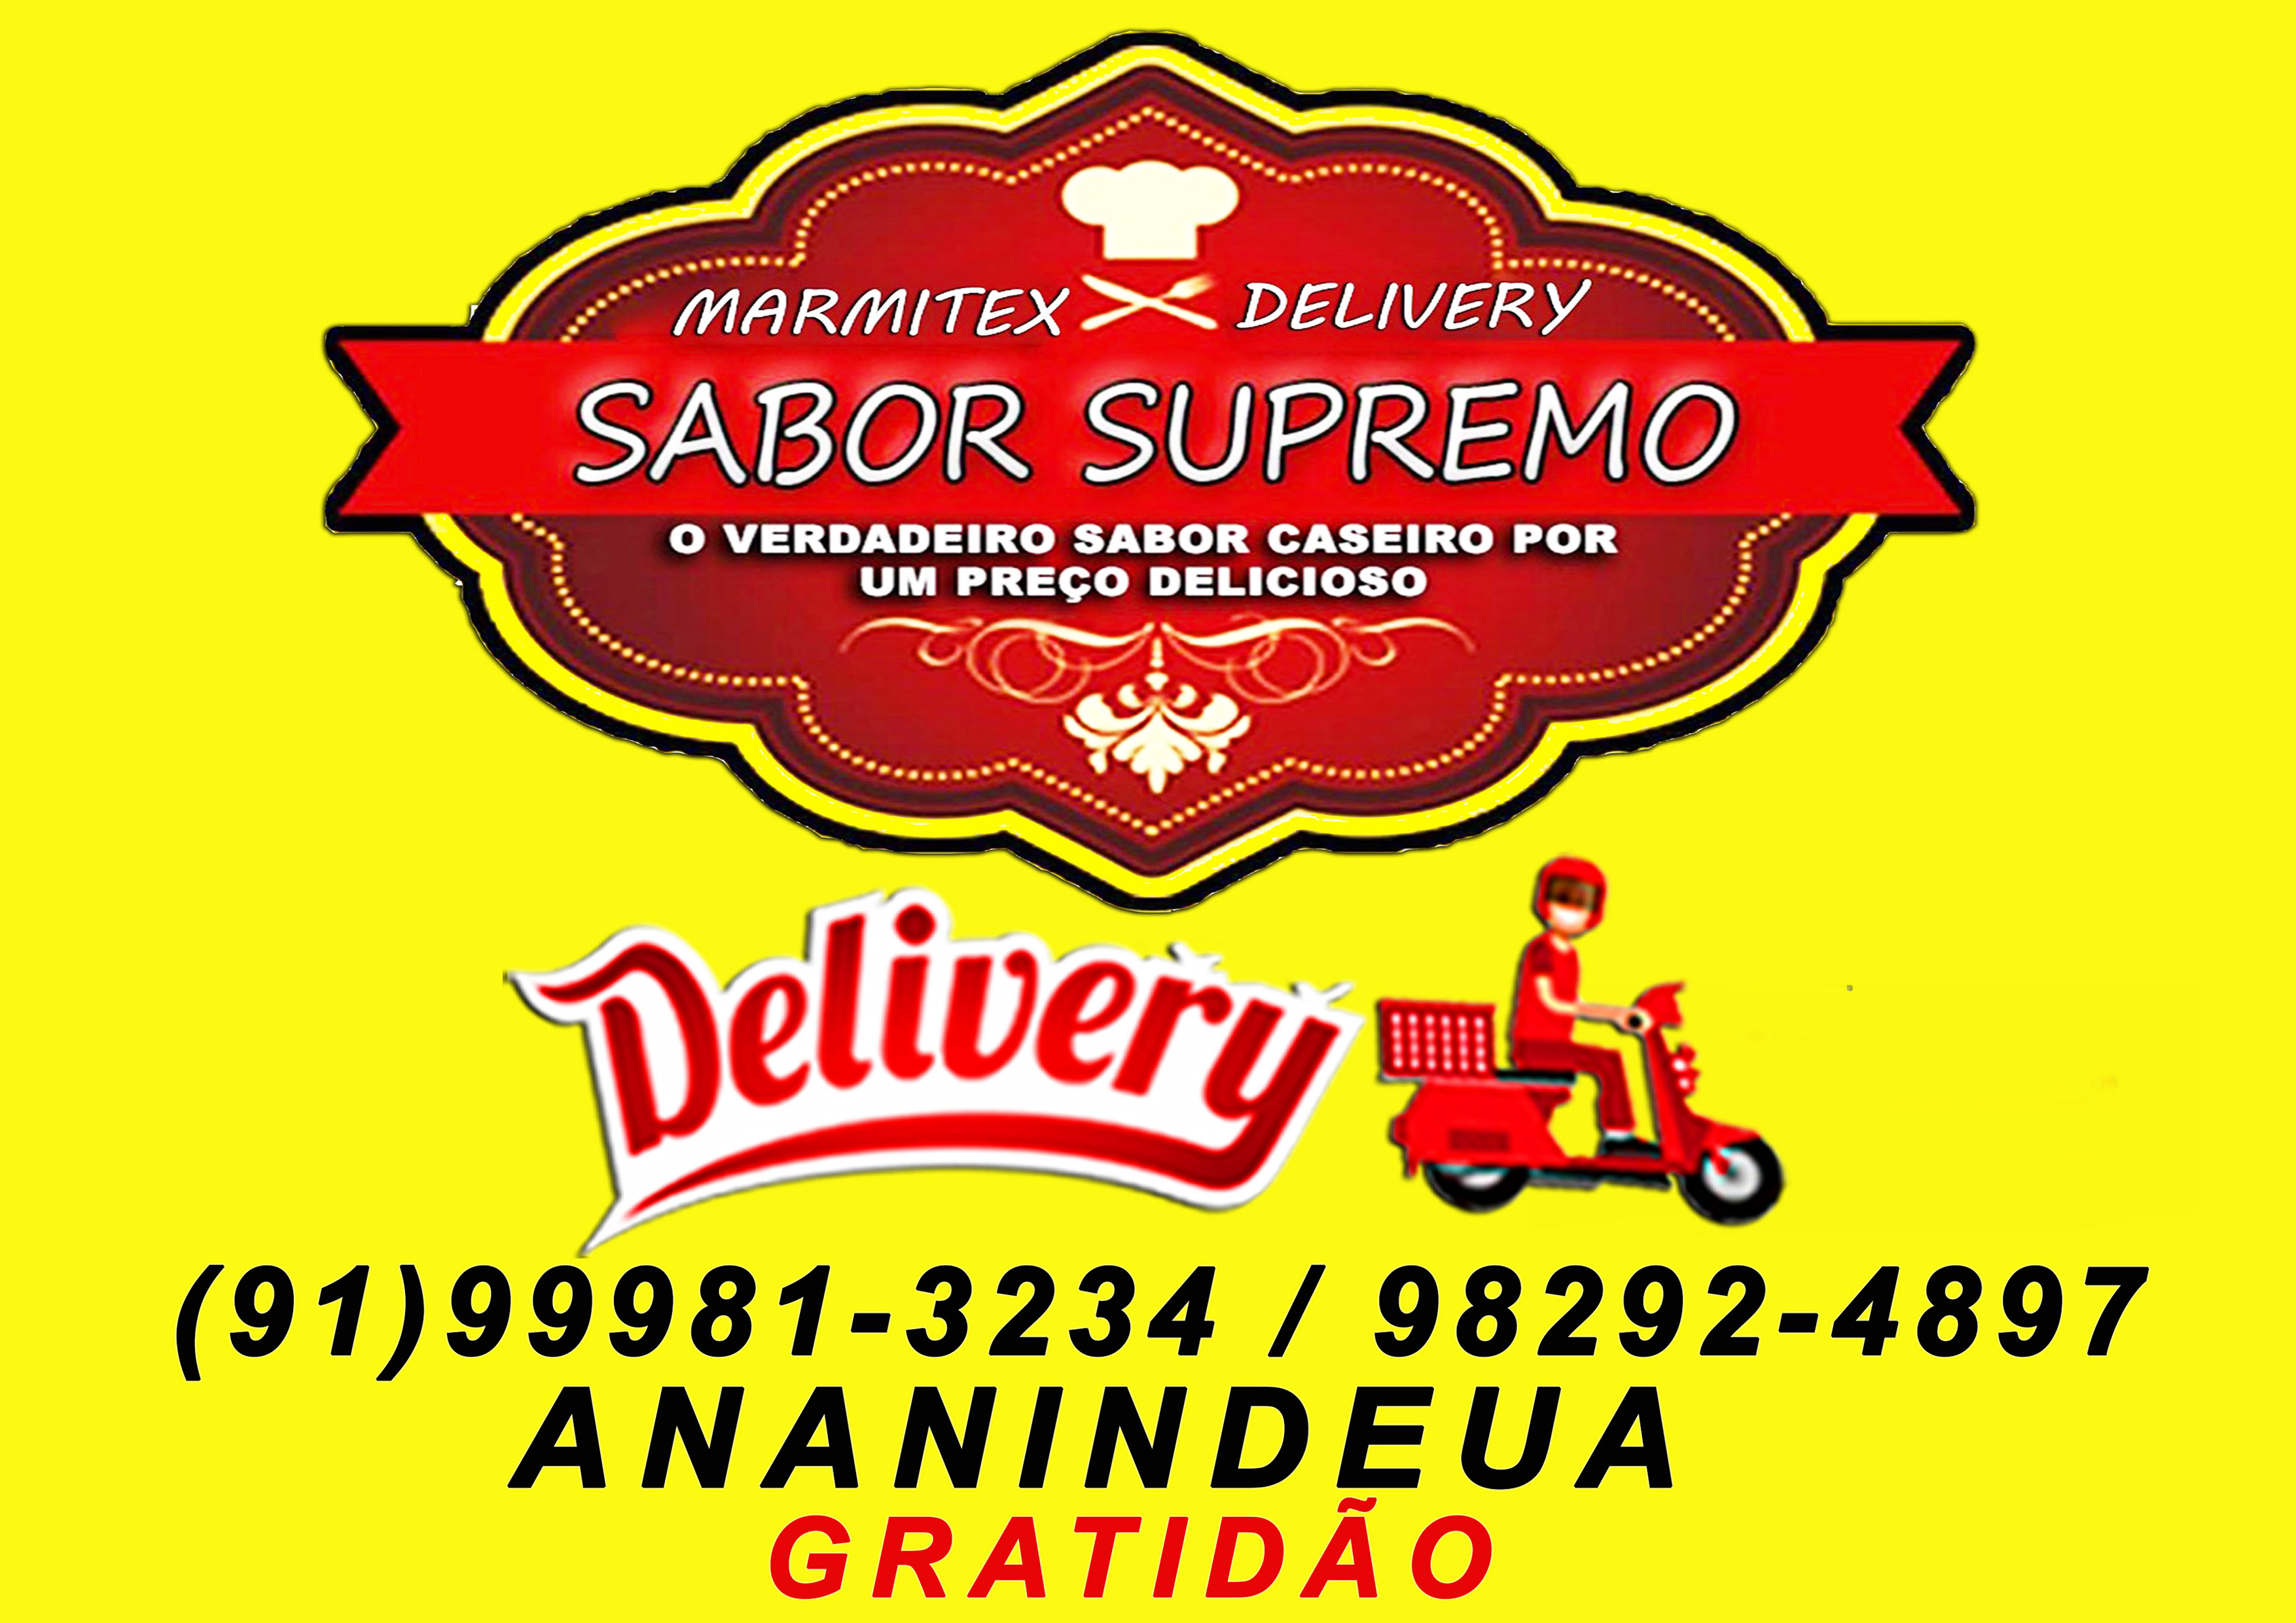 MARMITEX DELIVERY
SABOR SUPREMO
O VERDADEIRO SABOR CASEIRO POR
UM PREÇO DELICIOSO
Delivery
(91)99981-3234 / 98292-4897
ANANINDEUA
GRATIDÃO